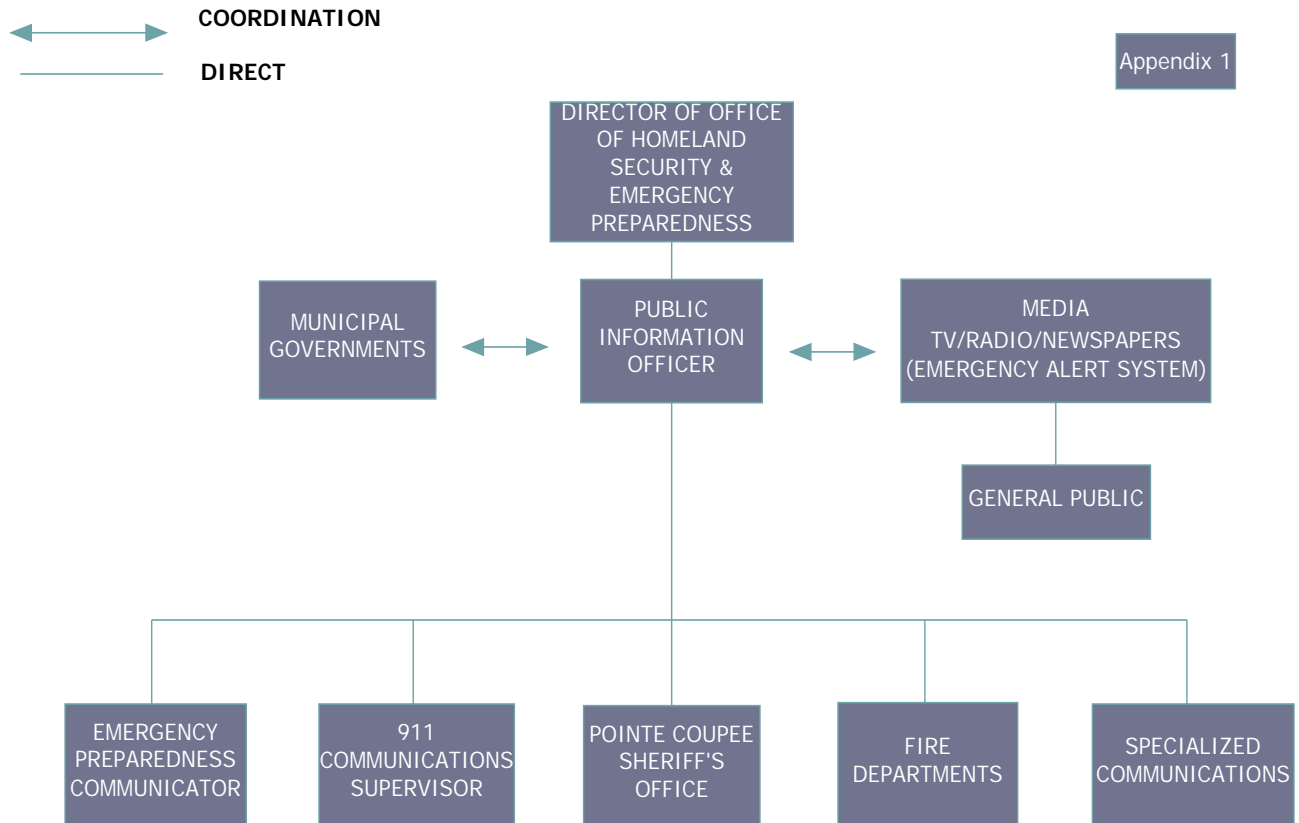 COORDINATION
DIRECT
Appendix 1
DIRECTOR OF OFFICE
OF HOMELAND
SECURITY &
EMERGENCY
PREPAREDNESS
MUNICIPAL
GOVERNMENTS
PUBLIC
INFORMATION
OFFICER
MEDIA
TV/RADIO/NEWSPAPERS
(EMERGENCY ALERT SYSTEM)
GENERAL PUBLIC
EMERGENCY
PREPAREDNESS
COMMUNICATOR
911
COMMUNICATIONS
SUPERVISOR
POINTE COUPEE
SHERIFF'S
OFFICE
FIRE
DEPARTMENTS
SPECIALIZED
COMMUNICATIONS